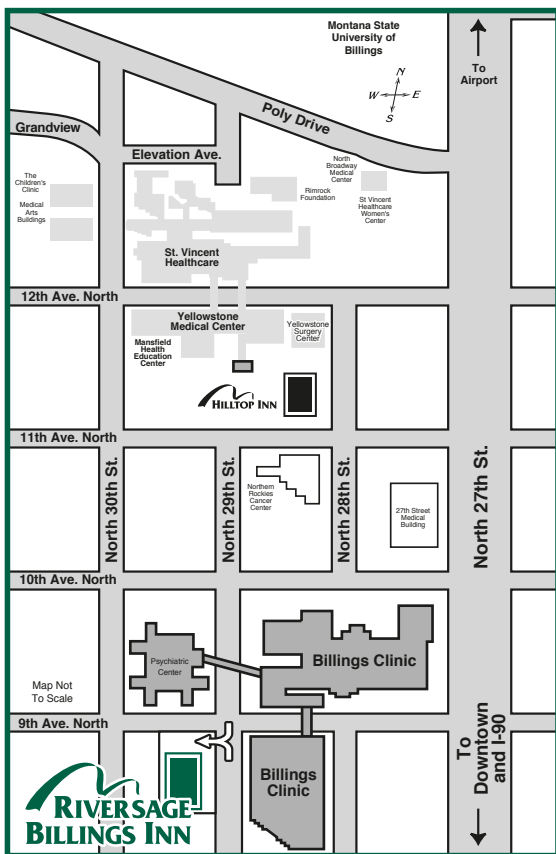 Montana State
University of
Billings
To
Airport
N
W E
S
Poly Drive
Grandview
Elevation Ave.
North
Broadway
Medical
Center
The
Children's
Clinic
Medical
Arts
Buildings
Rimrock
Foundation
St Vincent
Healthcare
Women's
Center
St. Vincent
Healthcare
12th Ave. North
Yellowstone
Medical Center
Yellowstone
Surgery
Center
Mansfield
Health
Education
Center
HILLTOP INN
11th Ave. North
North 30th St.
North 29th St.
North 28th St.
North 27th St.
Northern
Rockies
Cancer
Center
27th Street
Medical
Building
10th Ave. North
Psychiatric
Center
Billings Clinic
Map Not
To Scale
9th Ave. North
To
Downtown
and I-90
Billings
Clinic
RIVERSAGE
BILLINGS INN